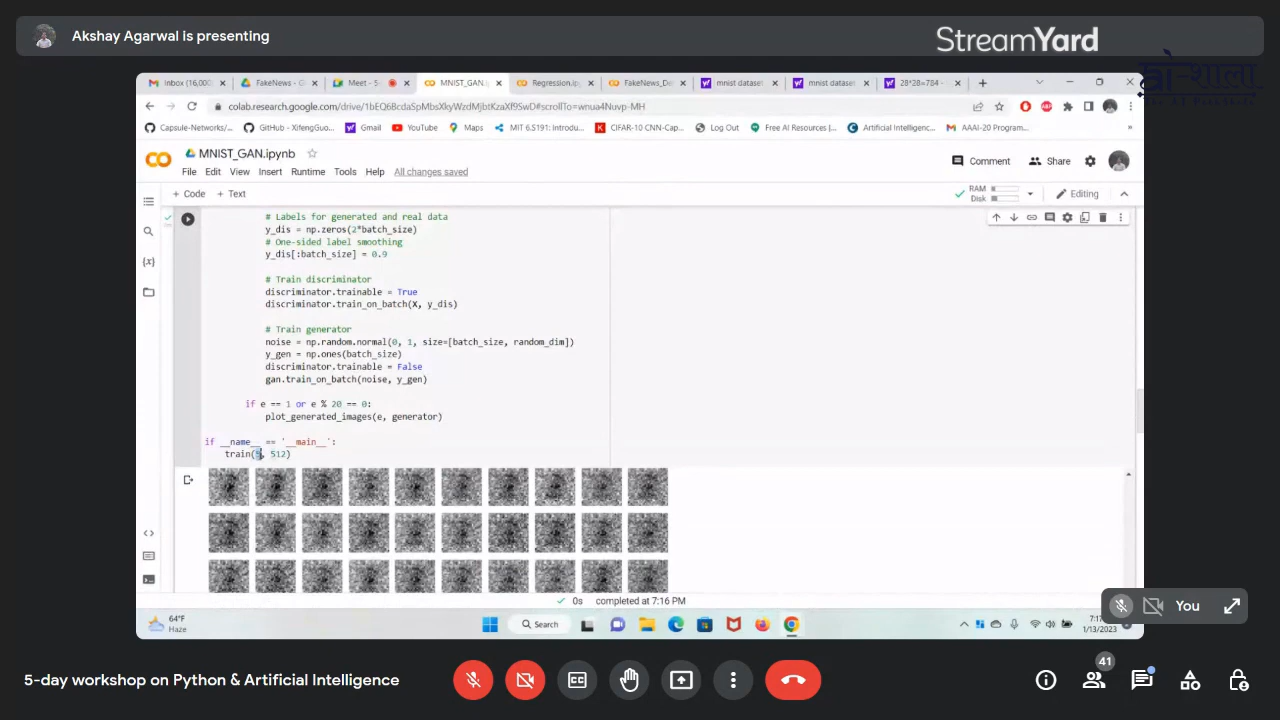 Akshay Agarwal is presenting
StreamYard
ai-शाला
Inbox (16,000
FakeNews - G
Meet - 5-
MNIST_GAN.i
Regression.ip
FakeNews_De
mnist dataset
mnist dataset
28*28=784 -
colab.research.google.com/drive/1bEQ6BcdaSpMbsXkyWzdMjbtKzaXf9SwD#scrollTo=wnua4Nuvp-MH
Capsule-Networks/...
GitHub - XifengGuo...
Gmail
YouTube
Maps
MIT 6.S191: Introdu...
CIFAR-10 CNN-Cap...
Log Out
Free AI Resources |...
Artificial Intelligenc...
AAAI-20 Program...
MNIST_GAN.ipynb
Comment
Share
File Edit View Insert Runtime Tools Help All changes saved
+ Code + Text
RAM
Disk
Editing
# Labels for generated and real data
y_dis = np.zeros(2*batch_size)
# One-sided label smoothing
y_dis[:batch_size] = 0.9
# Train discriminator
discriminator.trainable = True
discriminator.train_on_batch(X, y_dis)
# Train generator
noise = np.random.normal(0, 1, size=[batch_size, random_dim])
y_gen = np.ones(batch_size)
discriminator.trainable = False
gan.train_on_batch(noise, y_gen)
if e == 1 or e % 20 == 0:
plot_generated_images(e, generator)
if __name__ == '__main__':
train(5, 512)
0s completed at 7:16 PM
You
64°F
Haze
Search
1/13/2023
41
5-day workshop on Python & Artificial Intelligence